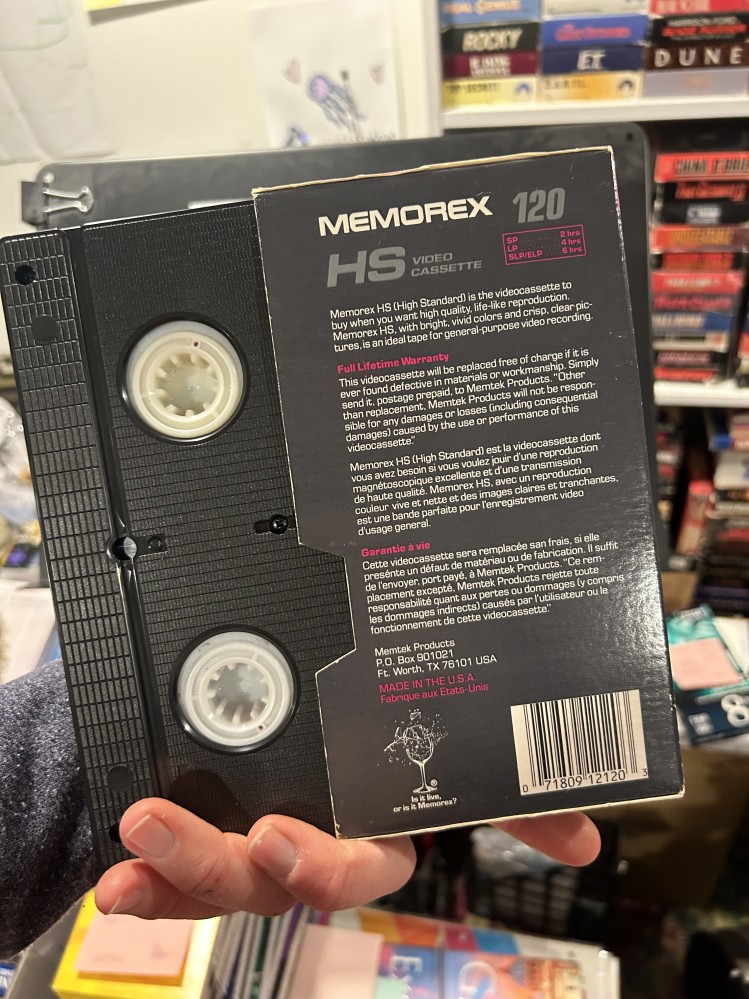 ROCKY
E.T.
HARRISON FORD
DUNE
MEMOREX 120
HS VIDEO
CASSETTE
SP 2 hrs
LP 4 hrs
SLP/ELP 6 hrs
Memorex HS (High Standard) is the videocassette to
buy when you want high quality, life-like reproduction.
Memorex HS, with bright, vivid colors and crisp, clear pic-
tures, is an ideal tape for general-purpose video recording.
Full Lifetime Warranty
This videocassette will be replaced free of charge if it is
ever found defective in materials or workmanship. Simply
send it, postage prepaid, to Memtek Products. "Other
than replacement, Memtek Products will not be respon-
sible for any damages or losses (including consequential
damages) caused by the use or performance of this
videocassette."
Memorex HS (High Standard) est la videocassette dont
vous avez besoin si vous voulez jouir d'une reproduction
magnétoscopique excellente et d'une transmission
de haute qualité. Memorex HS, avec un reproduction
couleur vive et nette et des images claires et tranchantes,
est une bande parfaite pour l'enregistrement video
d'usage general.
Garantie à vie
Cette videocassette sera remplacée san frais, si elle
presénte un défaut de matériau ou de fabrication. Il suffit
de l'envoyer, port payé, à Memtek Products. "Ce rem-
placement excepté, Memtek Products rejette toute
responsabilité quant aux pertes ou dommages (y compris
les dommages indirects) causés par l'utilisateur ou le
fonctionnement de cette videocassette."
Memtek Products
P.O. Box 901021
Ft. Worth, TX 76101 USA
MADE IN THE U.S.A.
Fabrique aux Etats-Unis
Is it live,
or is it Memorex?
0 71809 12120 3